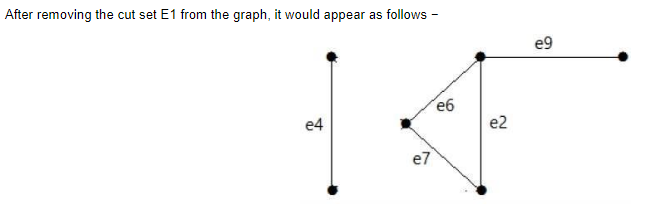 After removing the cut set E1 from the graph, it would appear as follows −
e9
e6
e4
e2
e7